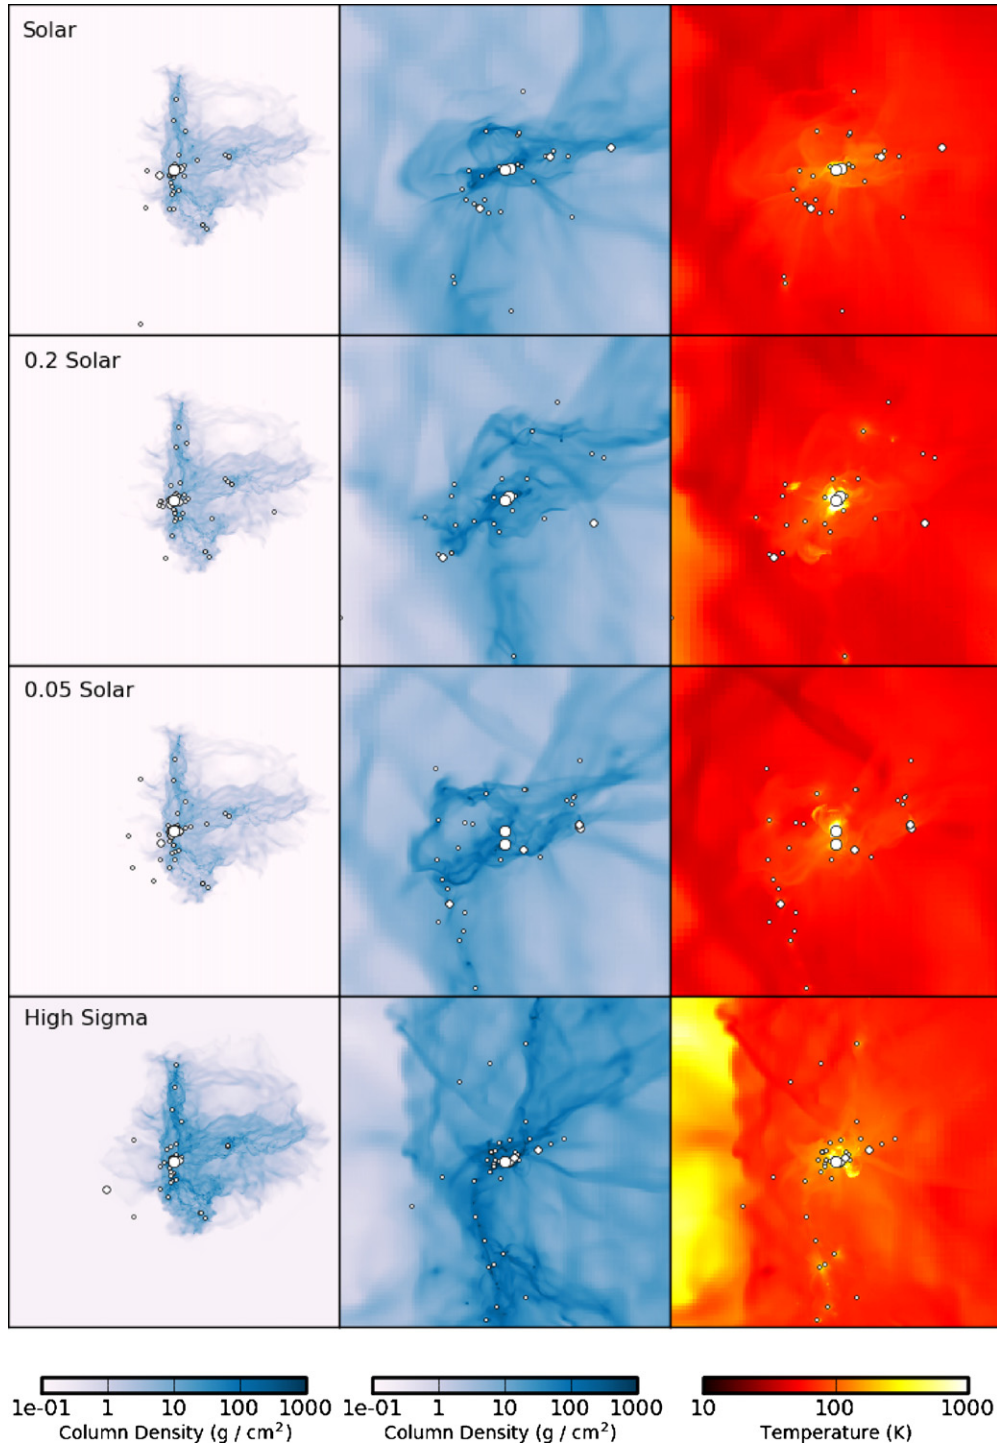 Solar
0.2 Solar
0.05 Solar
High Sigma
1e-01 1 10 100 1000
Column Density (g / cm²)
1e-01 1 10 100 1000
Column Density (g / cm²)
10 100 1000
Temperature (K)